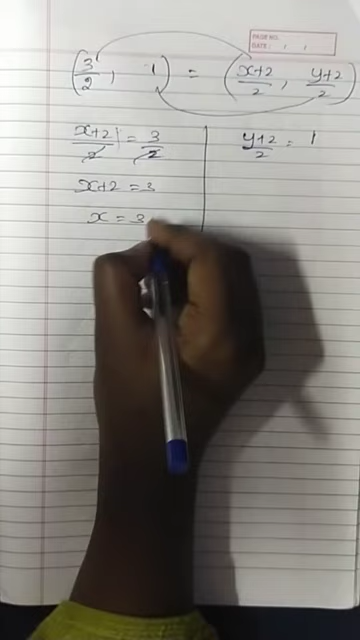 PAGE NO.
DATE: / /
(3/2, 1) = (x+2/2, y+2/2)
x+2/2 = 3/2
x+2 = 3
x = 3
y+2/2 = 1